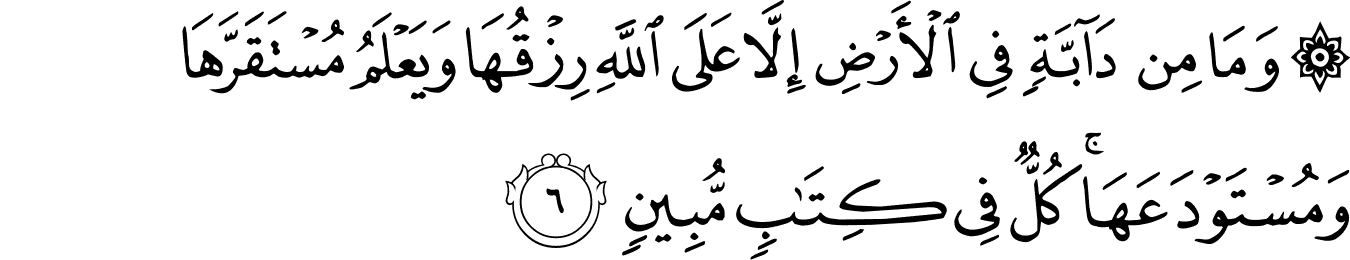 ۞ وَمَا مِن دَآبَّةٍ فِى ٱلْأَرْضِ إِلَّا عَلَى ٱللَّهِ رِزْقُهَا وَيَعْلَمُ مُسْتَقَرَّهَا
وَمُسْتَوْدَعَهَا ۚ كُلٌّ فِى كِتَـٰبٍ مُّبِينٍ ٦